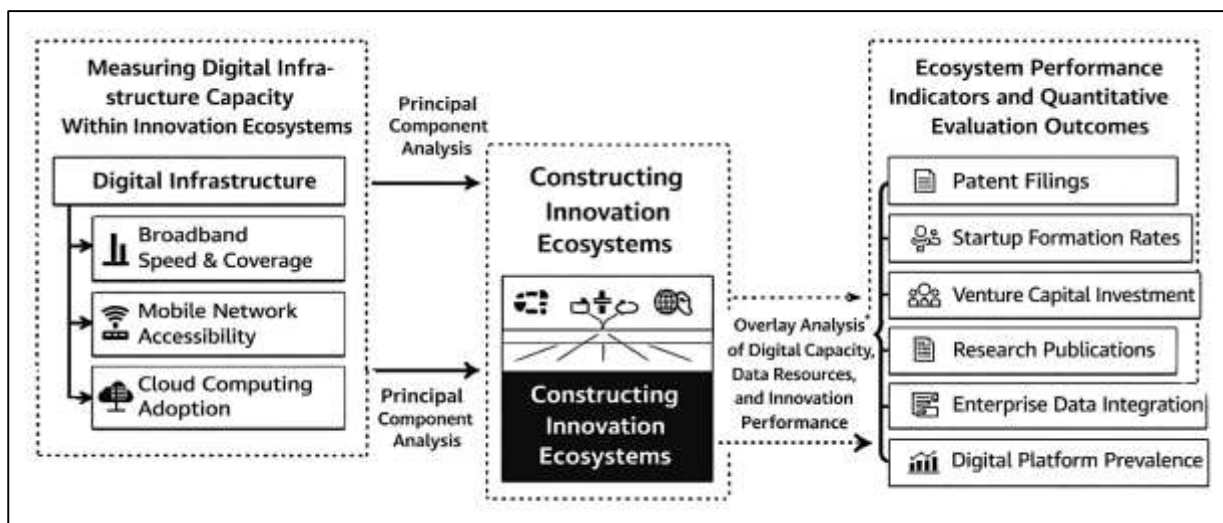 Measuring Digital Infra-
structure Capacity
Within Innovation Ecosystems
Digital Infrastructure
Broadband
Speed & Coverage
Mobile Network
Accessibility
Cloud Computing
Adoption
Principal
Component
Analysis
Principal
Component
Analysis
Constructing
Innovation
Ecosystems
Constructing
Innovation
Ecosystems
Overlay Analysis
of Digital Capacity,
Data Resources,
and Innovation
Performance
Ecosystem Performance
Indicators and Quantitative
Evaluation Outcomes
Patent Filings
Startup Formation Rates
Venture Capital Investment
Research Publications
Enterprise Data Integration
Digital Platform Prevalence